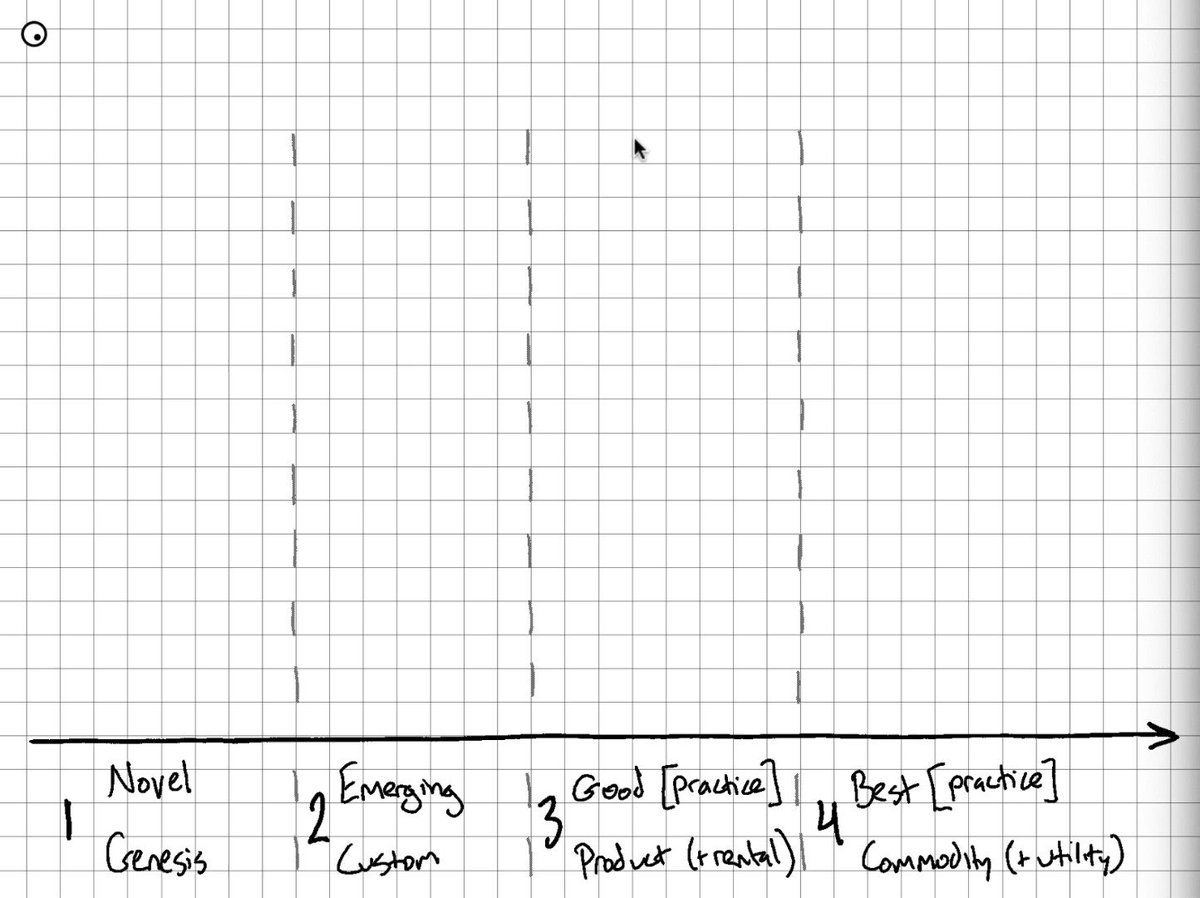 1
Novel
Genesis
2
Emerging
Custom
3
Good [practice]
Product (+rental)
4
Best [practice]
Commodity (+ utility)